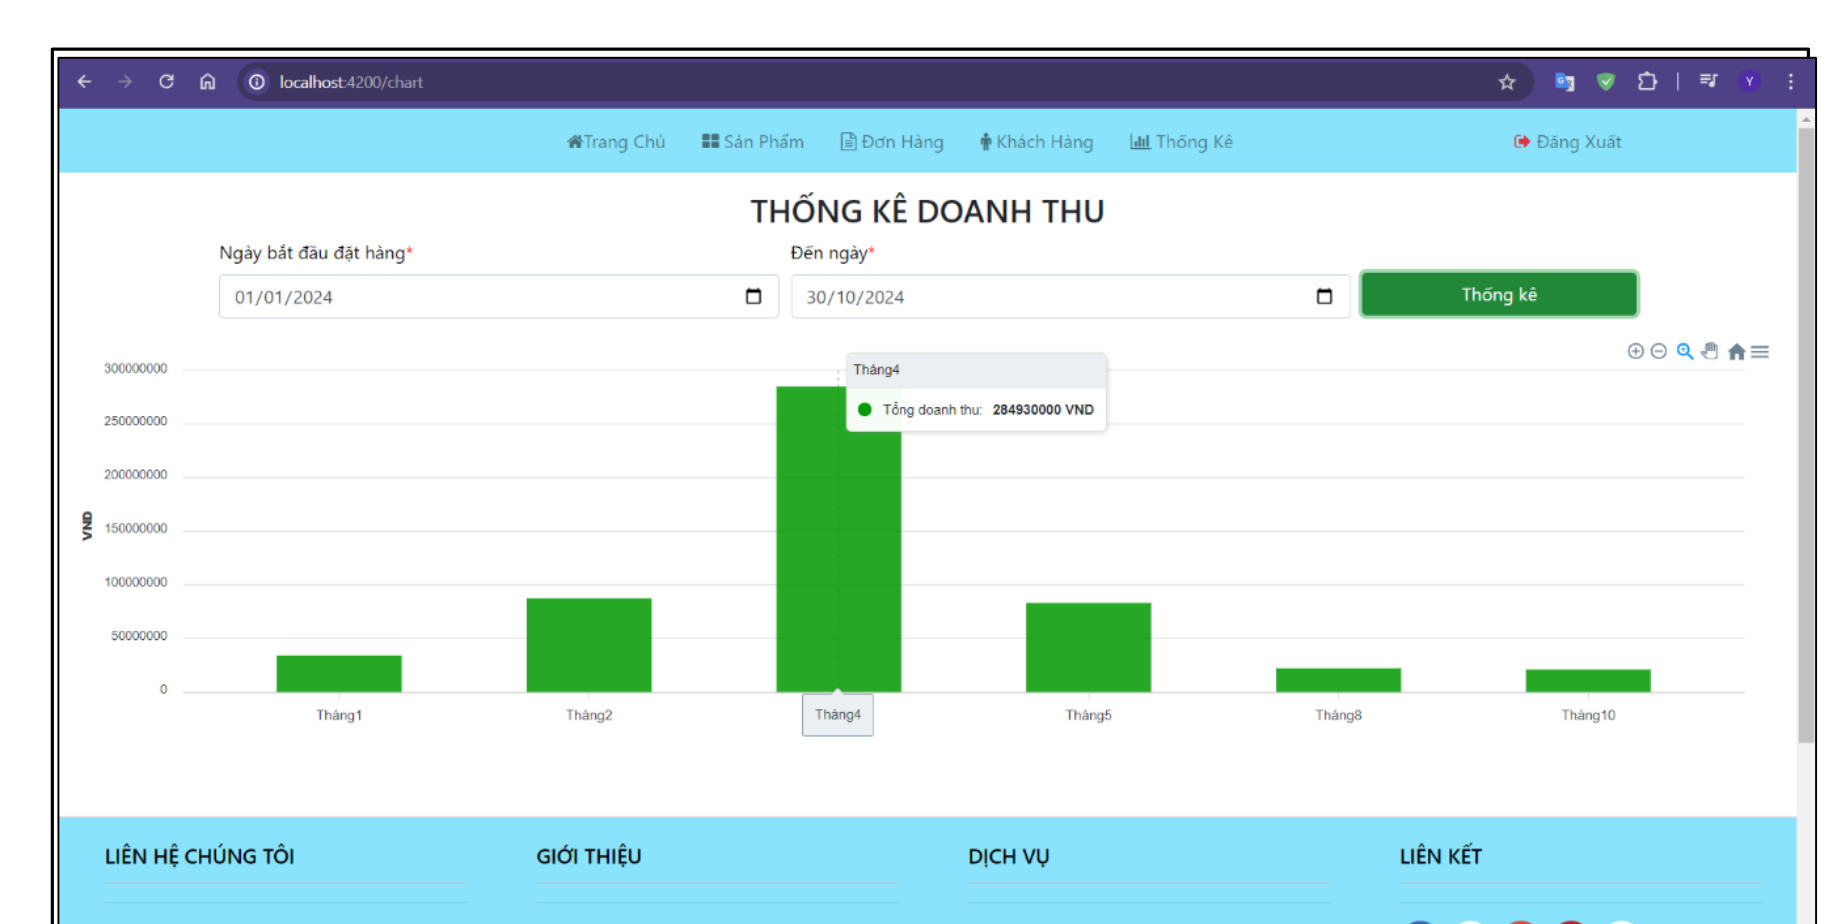 localhost:4200/chart
Y
Trang Chủ Sản Phẩm Đơn Hàng Khách Hàng Thống Kê Đăng Xuất
THỐNG KÊ DOANH THU
Ngày bắt đầu đặt hàng* Đến ngày*
01/01/2024 30/10/2024 Thống kê
Tháng4
Tổng doanh thu: 284930000 VND
300000000
250000000
200000000
150000000
100000000
50000000
0
VND
Tháng1 Tháng2 Tháng4 Tháng5 Tháng8 Tháng10
LIÊN HỆ CHÚNG TÔI GIỚI THIỆU DỊCH VỤ LIÊN KẾT